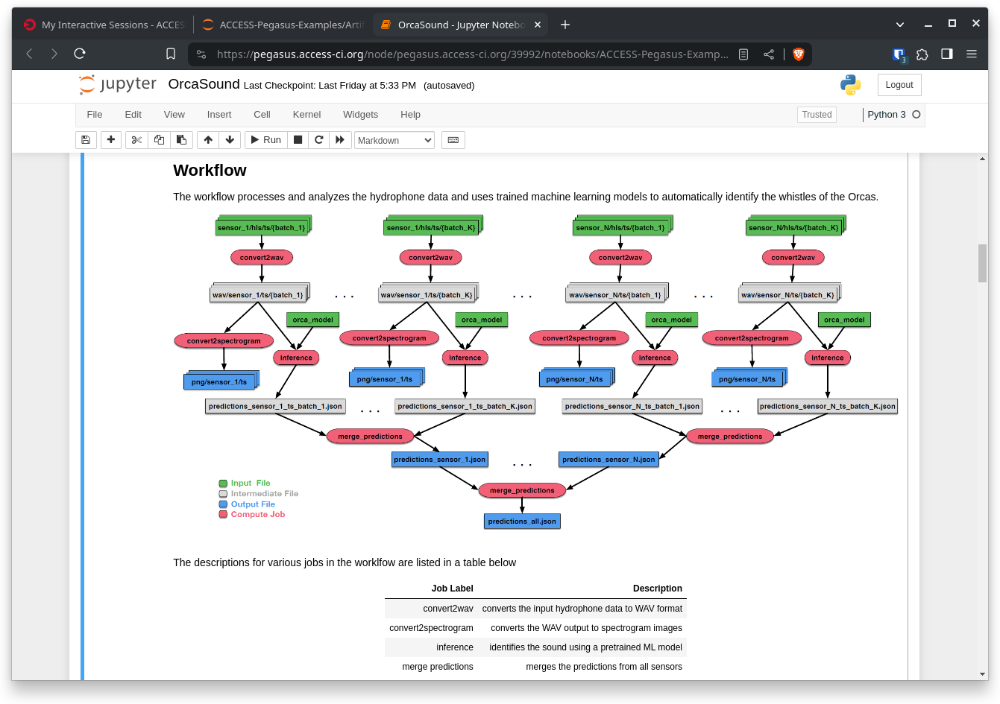 My Interactive Sessions - ACCES
ACCESS-Pegasus-Examples/Arti
OrcaSound - Jupyter Notebo
https://pegasus.access-ci.org/node/pegasus.access-ci.org/39992/notebooks/ACCESS-Pegasus-Examp...
3
jupyter OrcaSound Last Checkpoint: Last Friday at 5:33 PM (autosaved)
Logout
File Edit View Insert Cell Kernel Widgets Help
Trusted
Python 3
Run
Markdown
Workflow
The workflow processes and analyzes the hydrophone data and uses trained machine learning models to automatically identify the whistles of the Orcas.
sensor_1/hls/ts/{batch_1} sensor_1/hls/ts/{batch_K} sensor_N/hls/ts/{batch_1} sensor_N/hls/ts/{batch_K}
convert2wav convert2wav convert2wav convert2wav
wav/sensor_1/ts/{batch_1} . . . wav/sensor_1/ts/{batch_K} . . . wav/sensor_N/ts/{batch_1} . . . wav/sensor_N/ts/{batch_K}
orca_model orca_model orca_model orca_model
convert2spectrogram convert2spectrogram convert2spectrogram convert2spectrogram
inference inference inference inference
png/sensor_1/ts png/sensor_1/ts png/sensor_N/ts png/sensor_N/ts
predictions_sensor_1_ts_batch_1.json . . . predictions_sensor_1_ts_batch_K.json predictions_sensor_N_ts_batch_1.json . . . predictions_sensor_N_ts_batch_K.json
merge_predictions merge_predictions
predictions_sensor_1.json . . . predictions_sensor_N.json
merge_predictions
predictions_all.json
Input File
Intermediate File
Output File
Compute Job
The descriptions for various jobs in the worklfow are listed in a table below
Job Label Description
convert2wav converts the input hydrophone data to WAV format
convert2spectrogram converts the WAV output to spectrogram images
inference identifies the sound using a pretrained ML model
merge predictions merges the predictions from all sensors